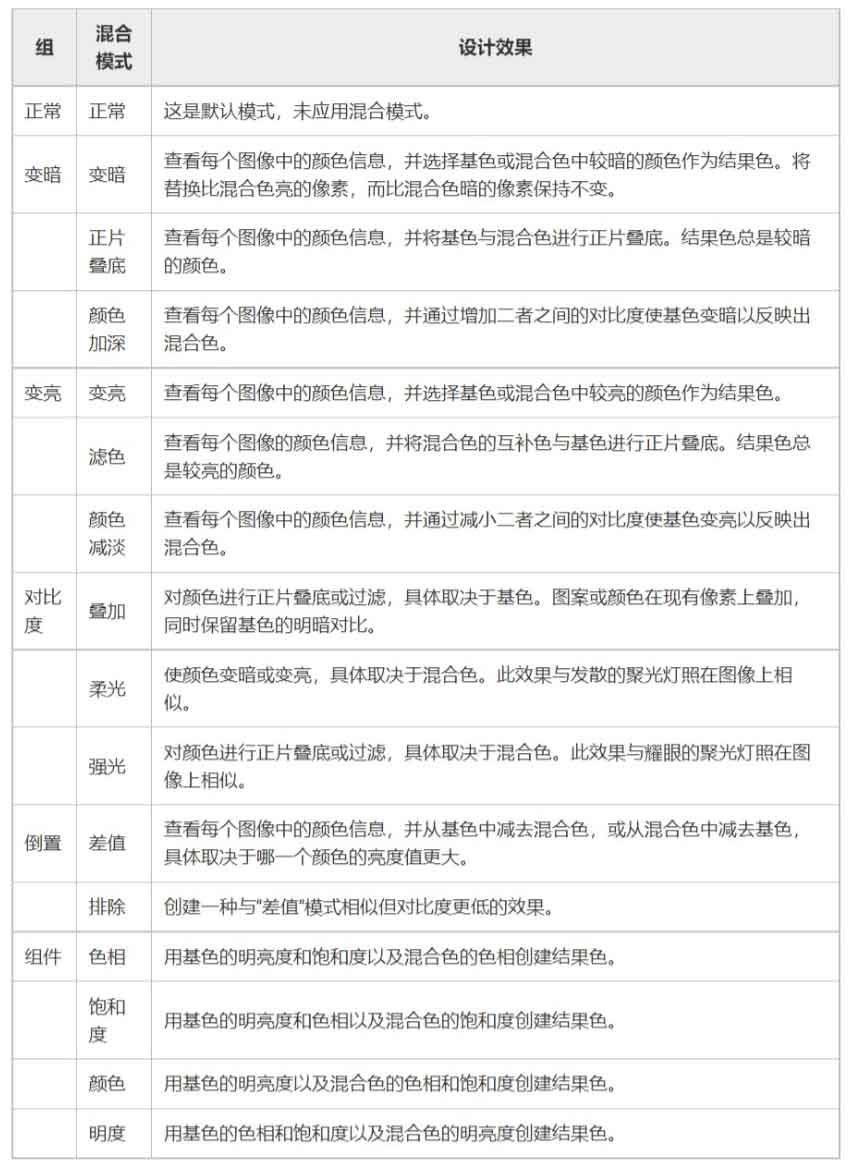 组
混合
模式
设计效果
正常
正常
这是默认模式，未应用混合模式。
变暗
变暗
查看每个图像中的颜色信息，并选择基色或混合色中较暗的颜色作为结果色。将
替换比混合色亮的像素，而比混合色暗的像素保持不变。
正片
叠底
查看每个图像中的颜色信息，并将基色与混合色进行正片叠底。结果色总是较暗
的颜色。
颜色
加深
查看每个图像中的颜色信息，并通过增加二者之间的对比度使基色变暗以反映出
混合色。
变亮
变亮
查看每个图像中的颜色信息，并选择基色或混合色中较亮的颜色作为结果色。
滤色
查看每个图像的颜色信息，并将混合色的互补色与基色进行正片叠底。结果色总
是较亮的颜色。
颜色
减淡
查看每个图像中的颜色信息，并通过减小二者之间的对比度使基色变亮以反映出
混合色。
对比
度
叠加
对颜色进行正片叠底或过滤，具体取决于基色。图案或颜色在现有像素上叠加，
同时保留基色的明暗对比。
柔光
使颜色变暗或变亮，具体取决于混合色。此效果与发散的聚光灯照在图像上相
似。
强光
对颜色进行正片叠底或过滤，具体取决于混合色。此效果与耀眼的聚光灯照在图
像上相似。
倒置
差值
查看每个图像中的颜色信息，并从基色中减去混合色，或从混合色中减去基色，
具体取决于哪一个颜色的亮度值更大。
排除
创建一种与"差值"模式相似但对比度更低的效果。
组件
色相
用基色的明亮度和饱和度以及混合色的色相创建结果色。
饱和
度
用基色的明亮度和色相以及混合色的饱和度创建结果色。
颜色
用基色的明亮度以及混合色的色相和饱和度创建结果色。
明度
用基色的色相和饱和度以及混合色的明亮度创建结果色。